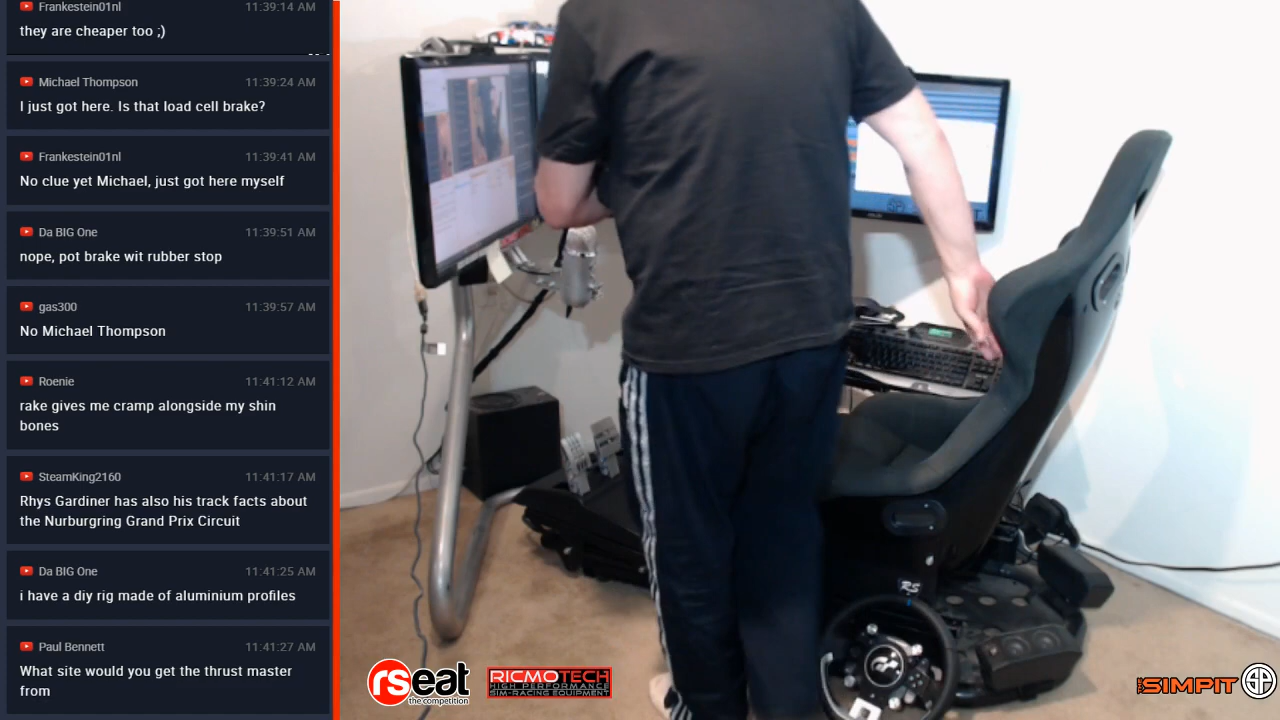 Frankestein01nl 11:39:14 AM
they are cheaper too ;)
Michael Thompson 11:39:24 AM
I just got here. Is that load cell brake?
Frankestein01nl 11:39:41 AM
No clue yet Michael, just got here myself
Da BIG One 11:39:51 AM
nope, pot brake wit rubber stop
gas300 11:39:57 AM
No Michael Thompson
Roenie 11:41:12 AM
rake gives me cramp alongside my shin
bones
SteamKing2160 11:41:17 AM
Rhys Gardiner has also his track facts about
the Nurburgring Grand Prix Circuit
Da BIG One 11:41:25 AM
i have a diy rig made of aluminium profiles
Paul Bennett 11:41:27 AM
What site would you get the thrust master
from
RS
rseat
the competition
RICMOTECH
HIGH PERFORMANCE
SIM-RACING EQUIPMENT
THE SIMPIT